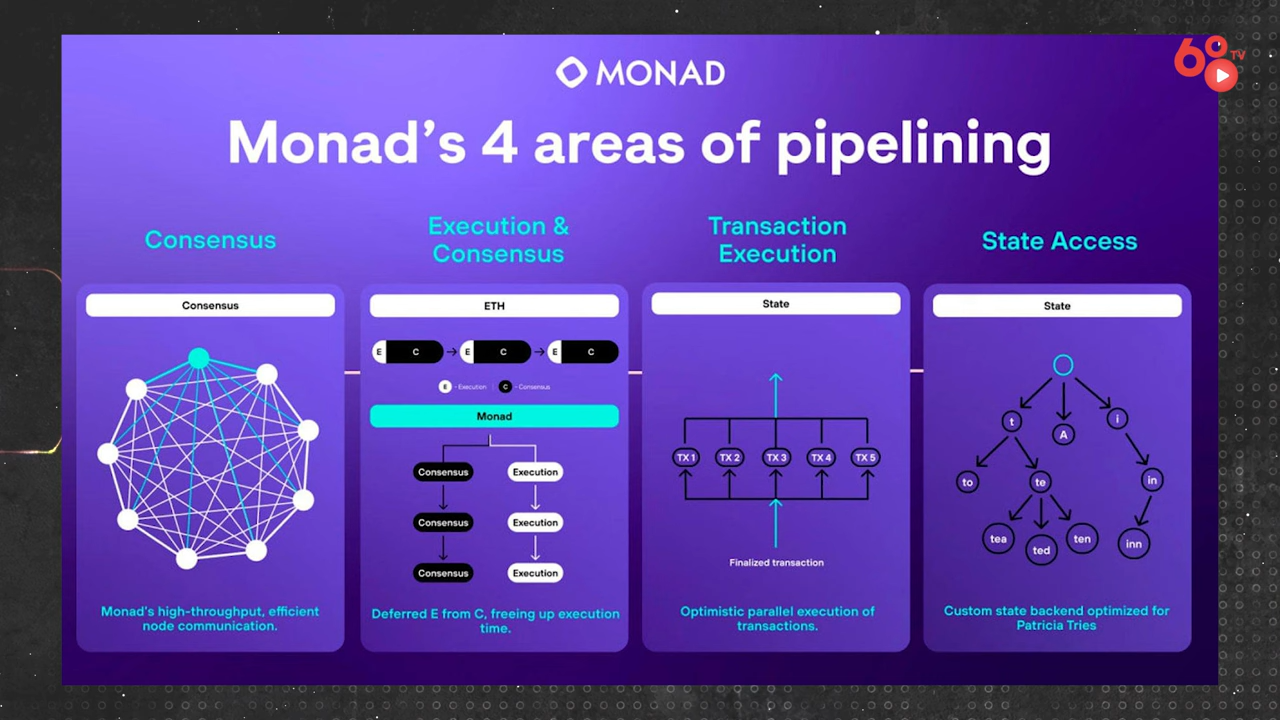 60 TV
MONAD
Monad's 4 areas of pipelining
Consensus
Consensus
Monad's high-throughput, efficient
node communication.
Execution &
Consensus
ETH
E C E C E C
E - Execution | C - Consensus
Monad
Consensus Execution
Consensus Execution
Consensus Execution
Deferred E from C, freeing up execution
time.
Transaction
Execution
State
TX 1 TX 2 TX 3 TX 4 TX 5
Finalized transaction
Optimistic parallel execution of
transactions.
State Access
State
t A i
to te in
tea ted ten inn
Custom state backend optimized for
Patricia Tries